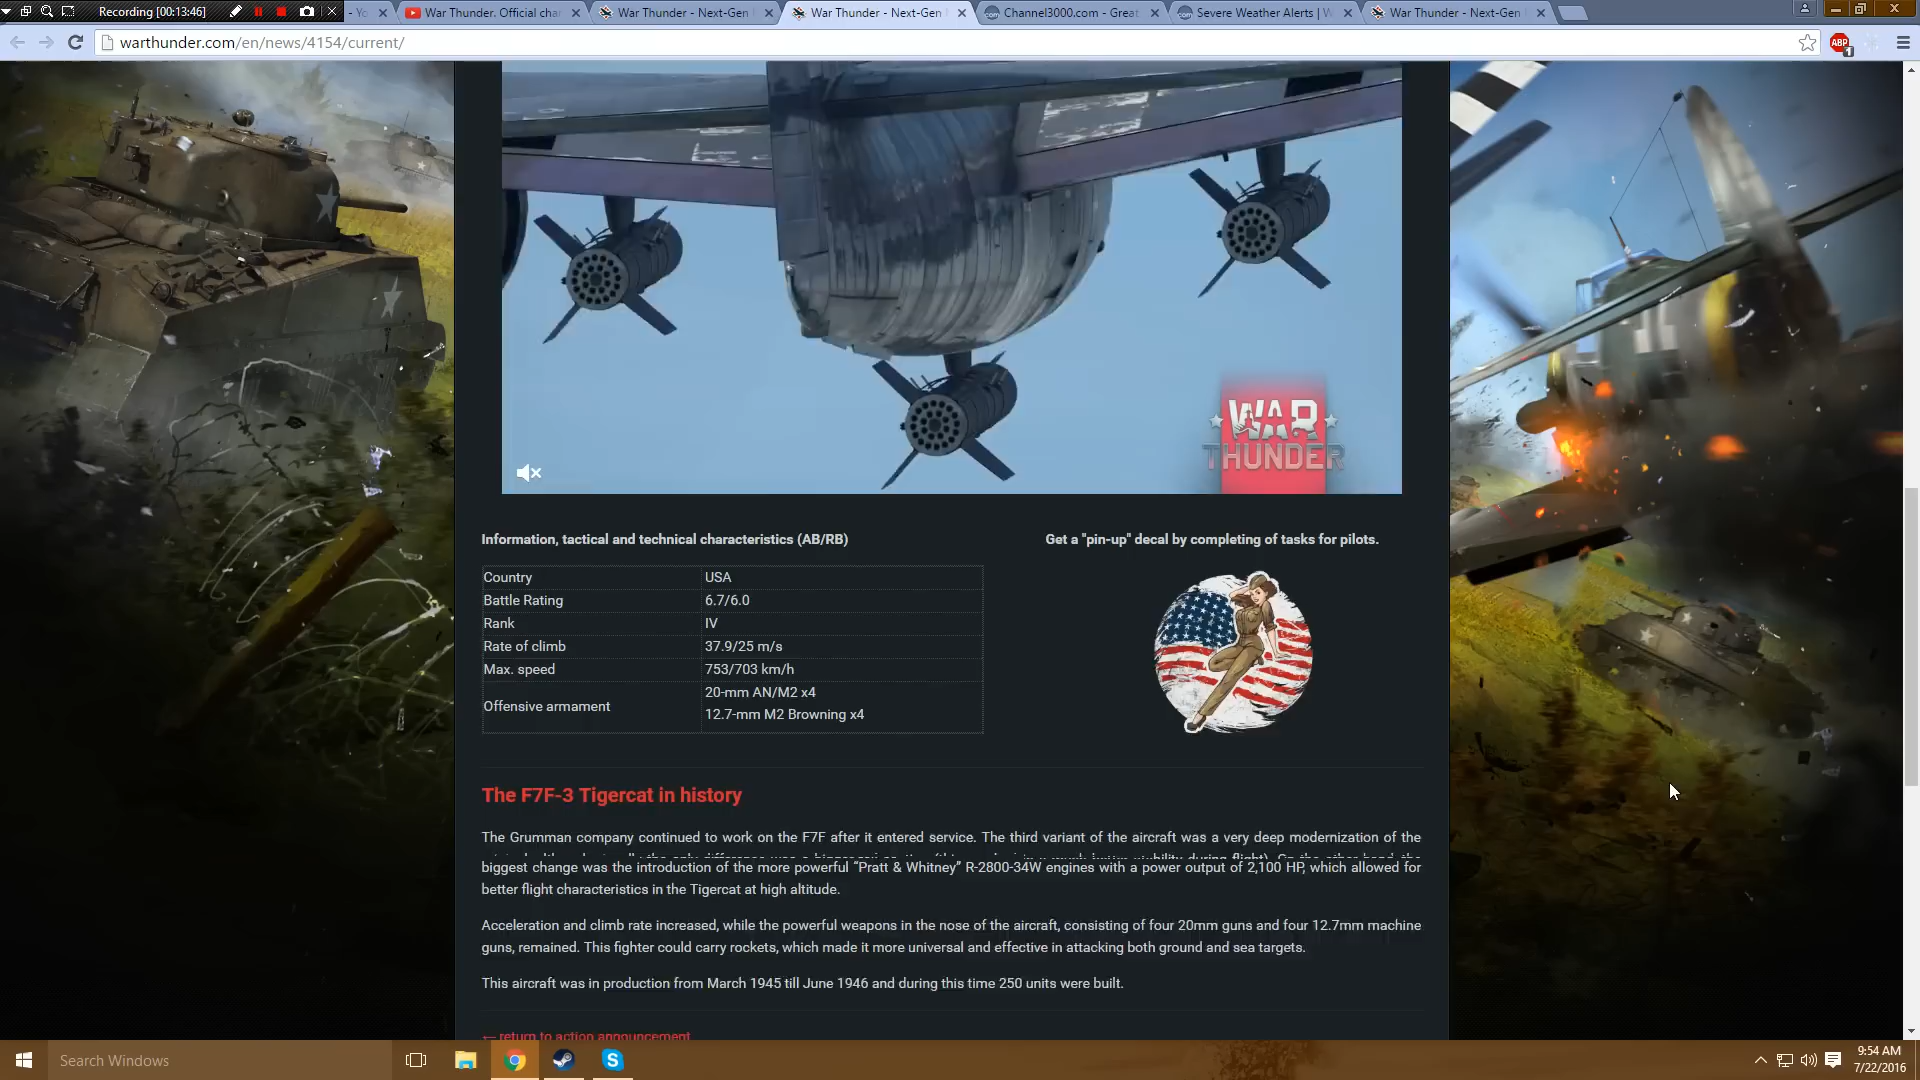 Recording [00:13:46]
War Thunder. Official cha
War Thunder - Next-Gen
War Thunder - Next-Gen
Channel3000.com - Great
Severe Weather Alerts | W
War Thunder - Next-Gen
warthunder.com/en/news/4154/current/
ABP
1
WAR
THUNDER
Information, tactical and technical characteristics (AB/RB)
Get a "pin-up" decal by completing of tasks for pilots.
Country USA
Battle Rating 6.7/6.0
Rank IV
Rate of climb 37.9/25 m/s
Max. speed 753/703 km/h
Offensive armament 20-mm AN/M2 x4
12.7-mm M2 Browning x4
The F7F-3 Tigercat in history
The Grumman company continued to work on the F7F after it entered service. The third variant of the aircraft was a very deep modernization of the
biggest change was the introduction of the more powerful “Pratt & Whitney” R-2800-34W engines with a power output of 2,100 HP, which allowed for
better flight characteristics in the Tigercat at high altitude.
Acceleration and climb rate increased, while the powerful weapons in the nose of the aircraft, consisting of four 20mm guns and four 12.7mm machine
guns, remained. This fighter could carry rockets, which made it more universal and effective in attacking both ground and sea targets.
This aircraft was in production from March 1945 till June 1946 and during this time 250 units were built.
← return to action announcement
Search Windows
9:54 AM
7/22/2016